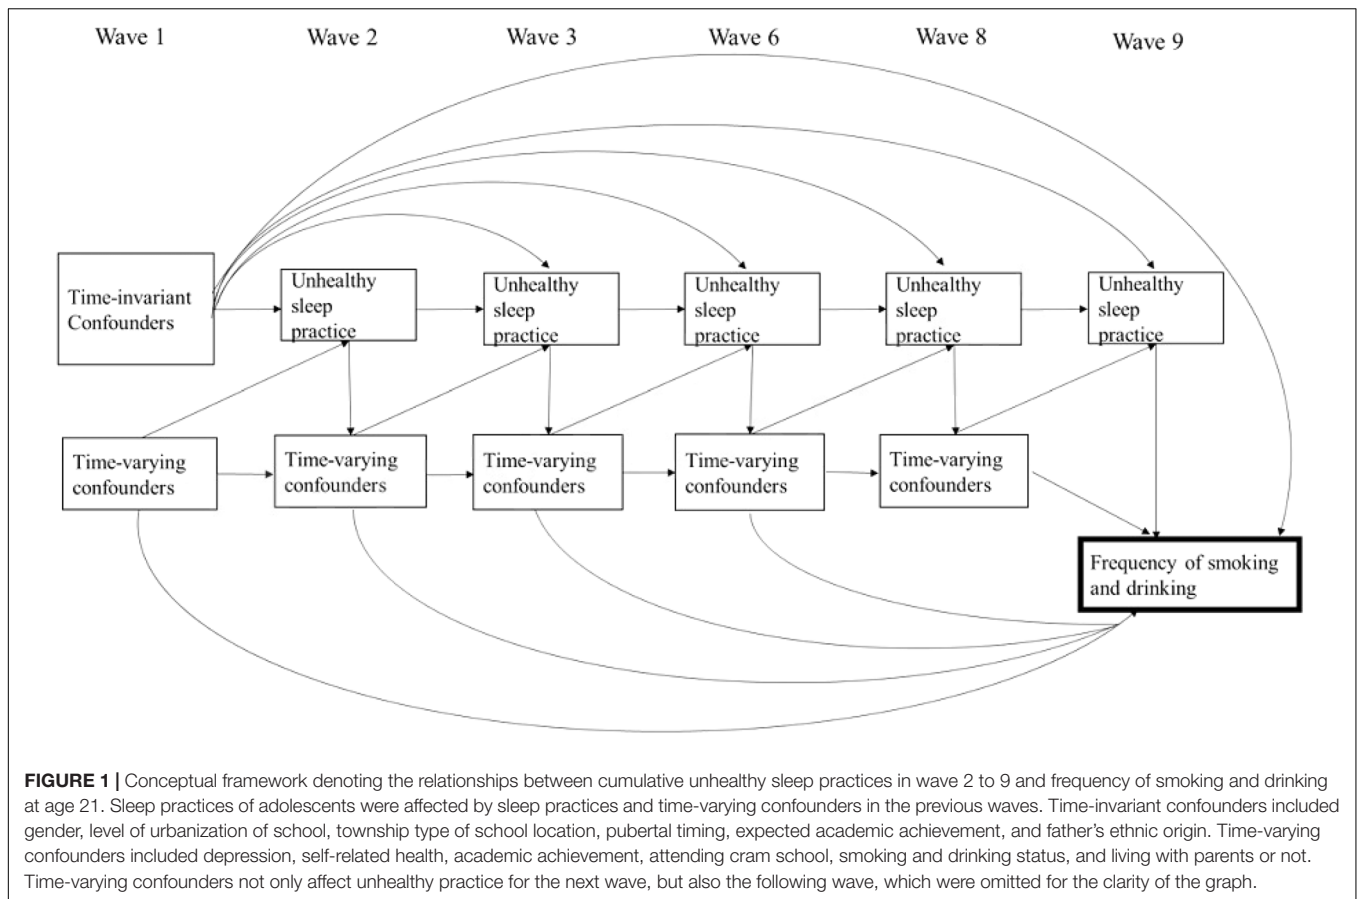 Wave 1 Wave 2 Wave 3 Wave 6 Wave 8 Wave 9
Time-invariant
Confounders
Unhealthy
sleep
practice
Unhealthy
sleep
practice
Unhealthy
sleep
practice
Unhealthy
sleep
practice
Unhealthy
sleep
practice
Time-varying
confounders
Time-varying
confounders
Time-varying
confounders
Time-varying
confounders
Time-varying
confounders
Frequency of smoking
and drinking
FIGURE 1 | Conceptual framework denoting the relationships between cumulative unhealthy sleep practices in wave 2 to 9 and frequency of smoking and drinking
at age 21. Sleep practices of adolescents were affected by sleep practices and time-varying confounders in the previous waves. Time-invariant confounders included
gender, level of urbanization of school, township type of school location, pubertal timing, expected academic achievement, and father's ethnic origin. Time-varying
confounders included depression, self-related health, academic achievement, attending cram school, smoking and drinking status, and living with parents or not.
Time-varying confounders not only affect unhealthy practice for the next wave, but also the following wave, which were omitted for the clarity of the graph.